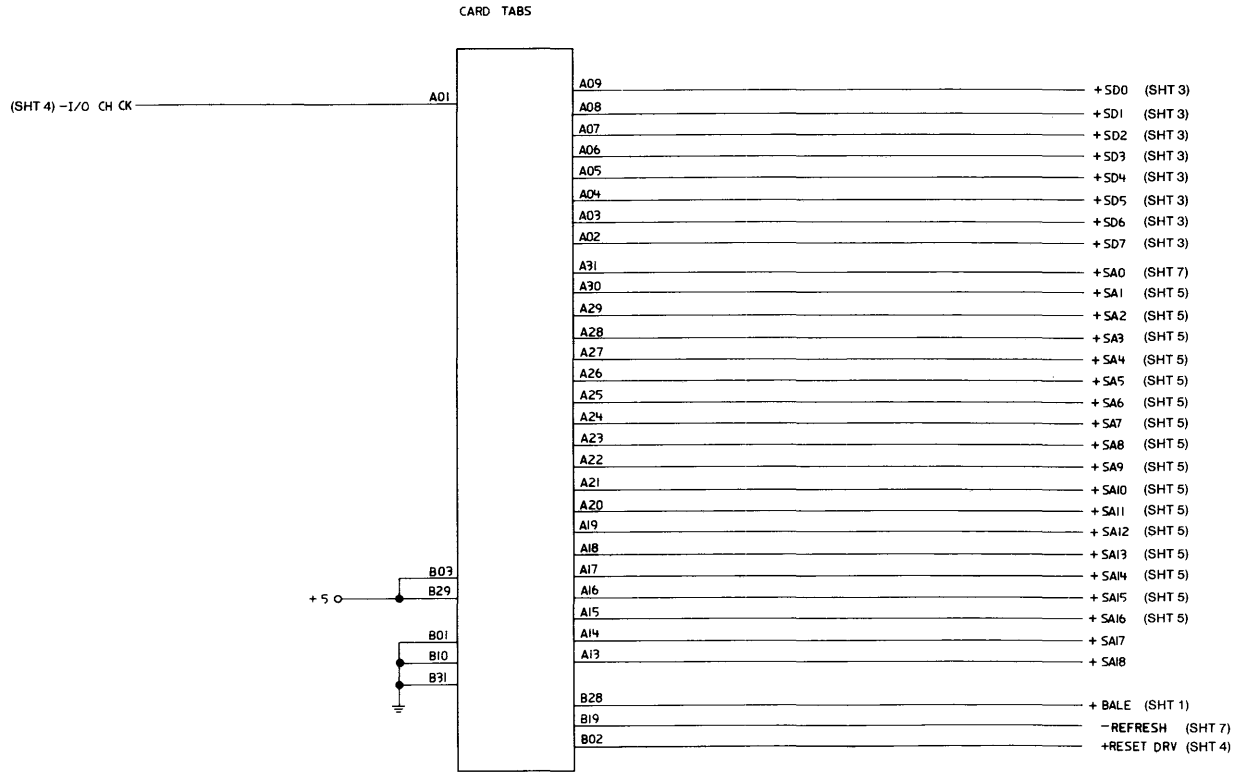 CARD TABS
(SHT 4) -I/O CH CK
A01
A09 +SD0 (SHT 3)
A08 +SD1 (SHT 3)
A07 +SD2 (SHT 3)
A06 +SD3 (SHT 3)
A05 +SD4 (SHT 3)
A04 +SD5 (SHT 3)
A03 +SD6 (SHT 3)
A02 +SD7 (SHT 3)
A31 +SA0 (SHT 7)
A30 +SA1 (SHT 5)
A29 +SA2 (SHT 5)
A28 +SA3 (SHT 5)
A27 +SA4 (SHT 5)
A26 +SA5 (SHT 5)
A25 +SA6 (SHT 5)
A24 +SA7 (SHT 5)
A23 +SA8 (SHT 5)
A22 +SA9 (SHT 5)
A21 +SA10 (SHT 5)
A20 +SA11 (SHT 5)
A19 +SA12 (SHT 5)
A18 +SA13 (SHT 5)
A17 +SA14 (SHT 5)
A16 +SA15 (SHT 5)
A15 +SA16 (SHT 5)
A14 +SA17
A13 +SA18
B03
+5 B29
B01
B10
B31
B28 +BALE (SHT 1)
B19 -REFRESH (SHT 7)
B02 +RESET DRV (SHT 4)